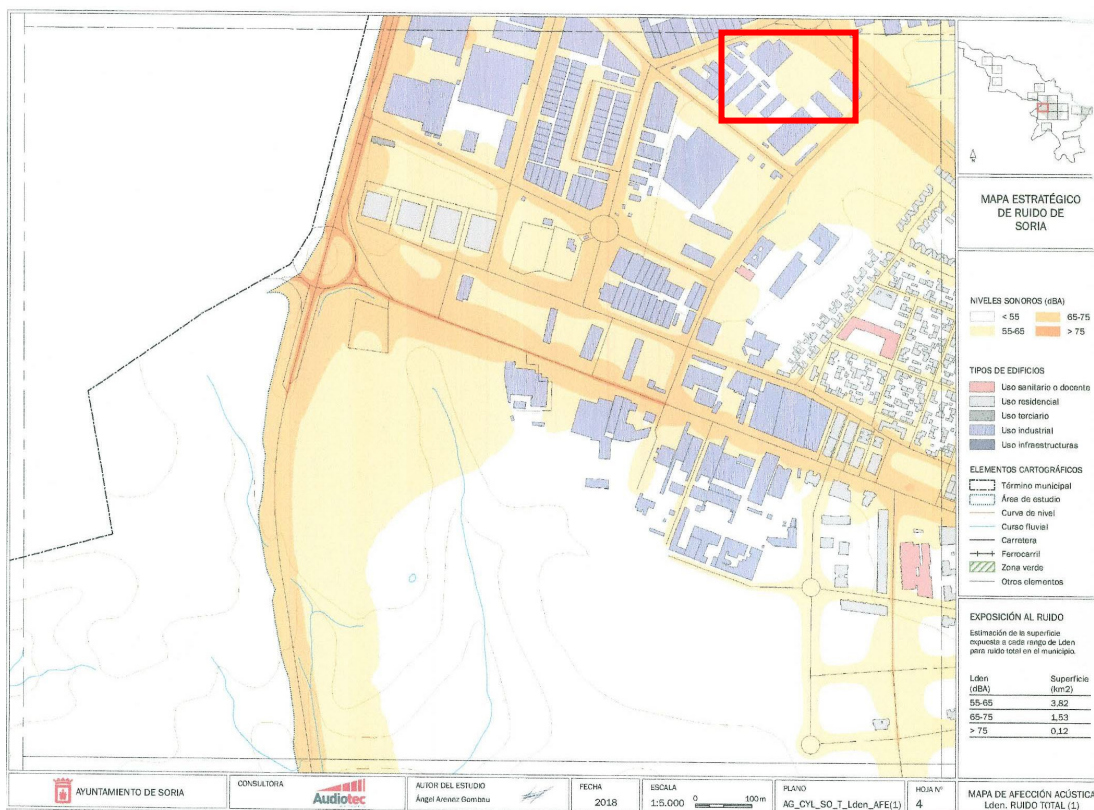 MAPA ESTRATÉGICO
DE RUIDO DE
SORIA
NIVELES SONOROS (dBA)
< 55
65-75
55-65
> 75
TIPOS DE EDIFICIOS
Uso sanitario o docente
Uso residencial
Uso terciario
Uso industrial
Uso infraestructuras
ELEMENTOS CARTOGRÁFICOS
Término municipal
Área de estudio
Curva de nivel
Curso fluvial
Carretera
Ferrocarril
Zona verde
Otros elementos
EXPOSICIÓN AL RUIDO
Estimación de la superficie
expuesta a cada rango de Lden
para ruido total en el municipio.
Lden Superficie
(dBA) (km2)
55-65 3,82
65-75 1,53
> 75 0,12
AYUNTAMIENTO DE SORIA
CONSULTORA
Audiotec
AUTOR DEL ESTUDIO
Ángel Arenaz Gombáu
FECHA
2018
ESCALA
1:5.000
0 100 m
PLANO
AG_CYL_SO_T_Lden_AFE(1)
HOJA Nº
4
MAPA DE AFECCIÓN ACÚSTICA
Lden. RUIDO TOTAL (1)